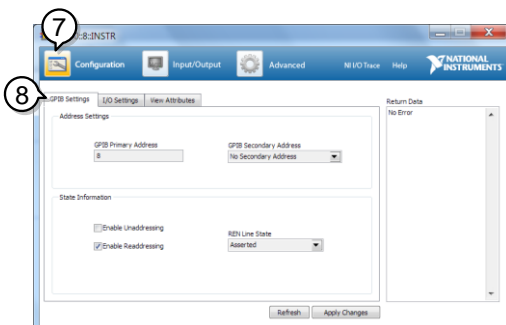 7
:8::INSTR
Configuration
Input/Output
Advanced
NI I/O Trace
Help
NATIONAL
INSTRUMENTS
8
GPIB Settings
I/O Settings
View Attributes
Return Data
No Error
Address Settings
GPIB Primary Address
8
GPIB Secondary Address
No Secondary Address
State Information
Enable Unaddressing
Enable Readdressing
REN Line State
Asserted
Refresh
Apply Changes